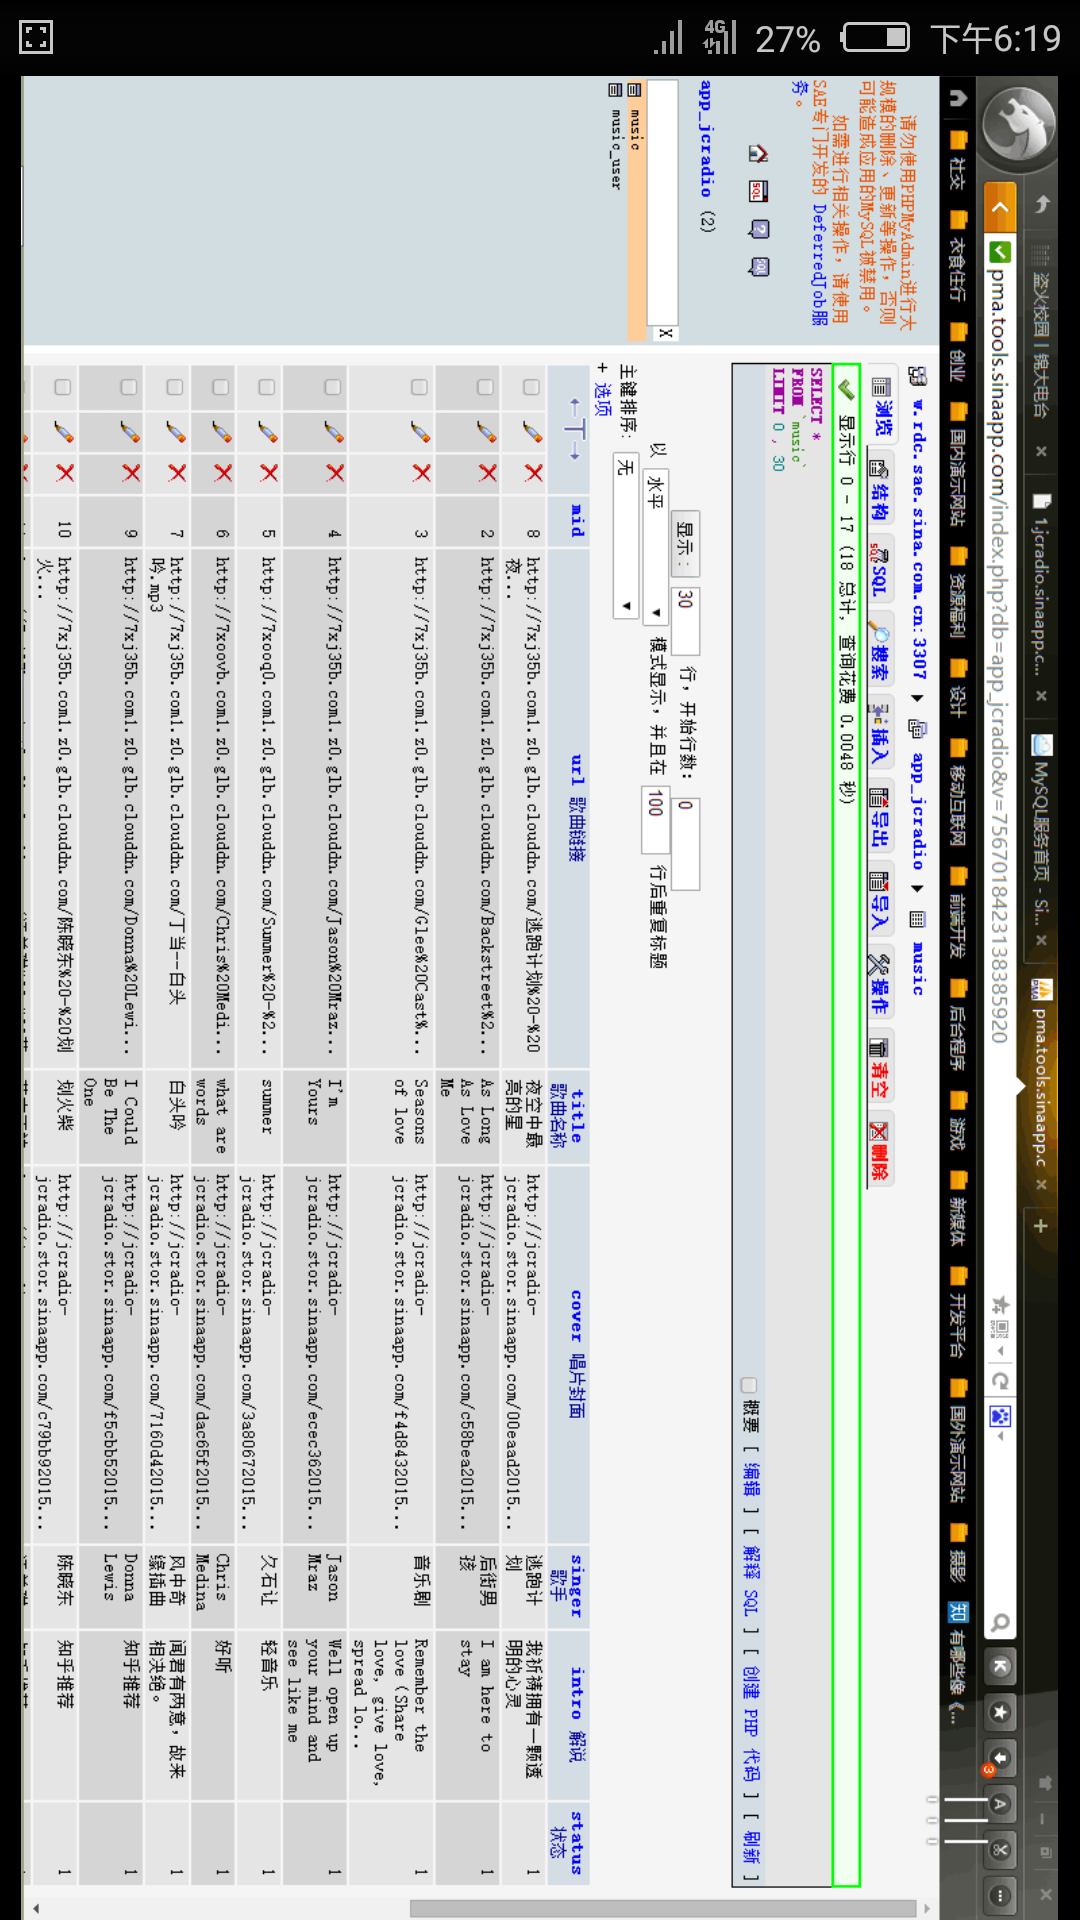 4G 27% 下午6:19
盗火校园 | 锦大电台
1.jcradio.sinaapp.c...
MySQL服务首页 - Si...
pma.tools.sinaapp.c
pma.tools.sinaapp.com/index.php?db=app_jcradio&v=756701842313838592​0
社交 衣食住行 创业 国内演示网站 资源福利 设计 移动互联网 前端开发 后台程序 游戏 新媒体 开发平台 国外演示网站 摄影 知 有哪些像《...
请勿使用PHPMyAdmin进行大
规模的删除、更新等操作，否则
可能造成应用的MySQL被禁用。
如需进行相关操作，请使用
SAE专门开发的 DeferredJob服
务。
app_jcradio (2)
X
music
music_user
w.rdc.sae.sina.com.cn:3307 ▶ app_jcradio ▶ music
浏览 结构 SQL 搜索 插入 导出 导入 操作 清空 删除
显示行 0 - 17 (18 总计, 查询花费 0.0048 秒)
SELECT *
FROM `music`
LIMIT 0 , 30
概要 [ 编辑 ] [ 解释 SQL ] [ 创建 PHP 代码 ] [ 刷新 ]
显示: 30 行, 开始行数: 0
以 水平 模式显示, 并且在 100 行后重复标题
主键排序: 无
+ 选项
←T→ mid url 歌曲链接 title 歌曲名称 cover 唱片封面 singer 歌手 intro 解说 status 状态
8 http://7xj35b.com1.z0.glb.clouddn.com/逃跑计划%20-%20夜... 夜空中最亮的星 http://jcradio-jcradio.stor.sinaapp.com/00eaad2015... 逃跑计划 我祈祷拥有一颗透明的心灵 1
2 http://7xj35b.com1.z0.glb.clouddn.com/Backstreet%2... As Long As Love Me http://jcradio-jcradio.stor.sinaapp.com/c58bea2015... 后街男孩 I am here to stay 1
3 http://7xj35b.com1.z0.glb.clouddn.com/Glee%20Cast%... Seasons of love http://jcradio-jcradio.stor.sinaapp.com/f4d8432015... 音乐剧 Remember the love (Share love, give love, spread lo... 1
4 http://7xoovb.com1.z0.glb.clouddn.com/Jason%20Mraz... I'm Yours http://jcradio-jcradio.stor.sinaapp.com/ecec362015... Jason Mraz Well open up your mind and see like me 1
5 http://7xooq0.com1.z0.glb.clouddn.com/Summer%20-%2... summer http://jcradio-jcradio.stor.sinaapp.com/3a80672015... 久石让 轻音乐 1
6 http://7xoovb.com1.z0.glb.clouddn.com/Chris%20Medi... what are words http://jcradio-jcradio.stor.sinaapp.com/dac65f2015... Chris Medina 好听 1
7 http://7xj35b.com1.z0.glb.clouddn.com/丁当--白头吟.mp3 白头吟 http://jcradio-jcradio.stor.sinaapp.com/7160d42015... 风中奇缘插曲 闻君有两意，故来相决绝。 1
9 http://7xj35b.com1.z0.glb.clouddn.com/Donna%20Lewi... I Could Be The One http://jcradio-jcradio.stor.sinaapp.com/f5cbb52015... Donna Lewis 知乎推荐 1
10 http://7xj35b.com1.z0.glb.clouddn.com/陈晓东%20-%20划火... 划火柴 http://jcradio-jcradio.stor.sinaapp.com/c79bb92015... 陈晓东 知乎推荐 1